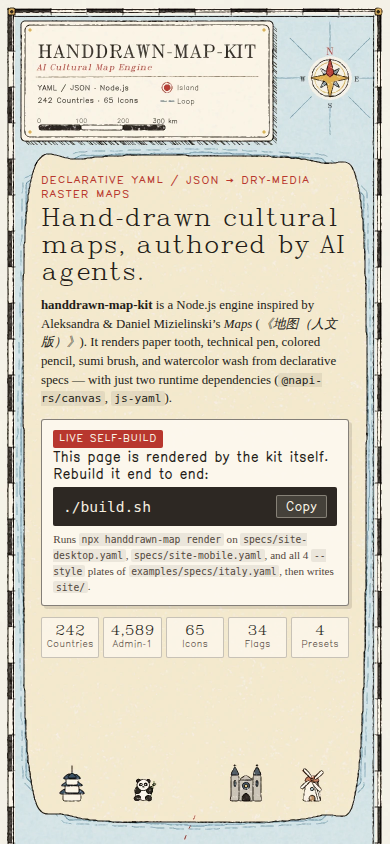 HANDDRAWN-MAP-KIT
AI Cultural Map Engine
YAML / JSON · Node.js
Island
242 Countries · 65 Icons
Loop
0 100 200 300 km
N
W E
S
DECLARATIVE YAML / JSON → DRY-MEDIA
RASTER MAPS
Hand-drawn cultural
maps, authored by AI
agents.
handdrawn-map-kit is a Node.js engine inspired by
Aleksandra & Daniel Mizielinski’s Maps (《地图（人文
版）》). It renders paper tooth, technical pen, colored
pencil, sumi brush, and watercolor wash from declarative
specs — with just two runtime dependencies (@napi-
rs/canvas, js-yaml).
LIVE SELF-BUILD
This page is rendered by the kit itself.
Rebuild it end to end:
./build.sh
Copy
Runs npx handdrawn-map render on specs/site-
desktop.yaml, specs/site-mobile.yaml, and all 4 --
style plates of examples/specs/italy.yaml, then writes
site/.
242 4,589 65 34 4
Countries Admin-1 Icons Flags Presets